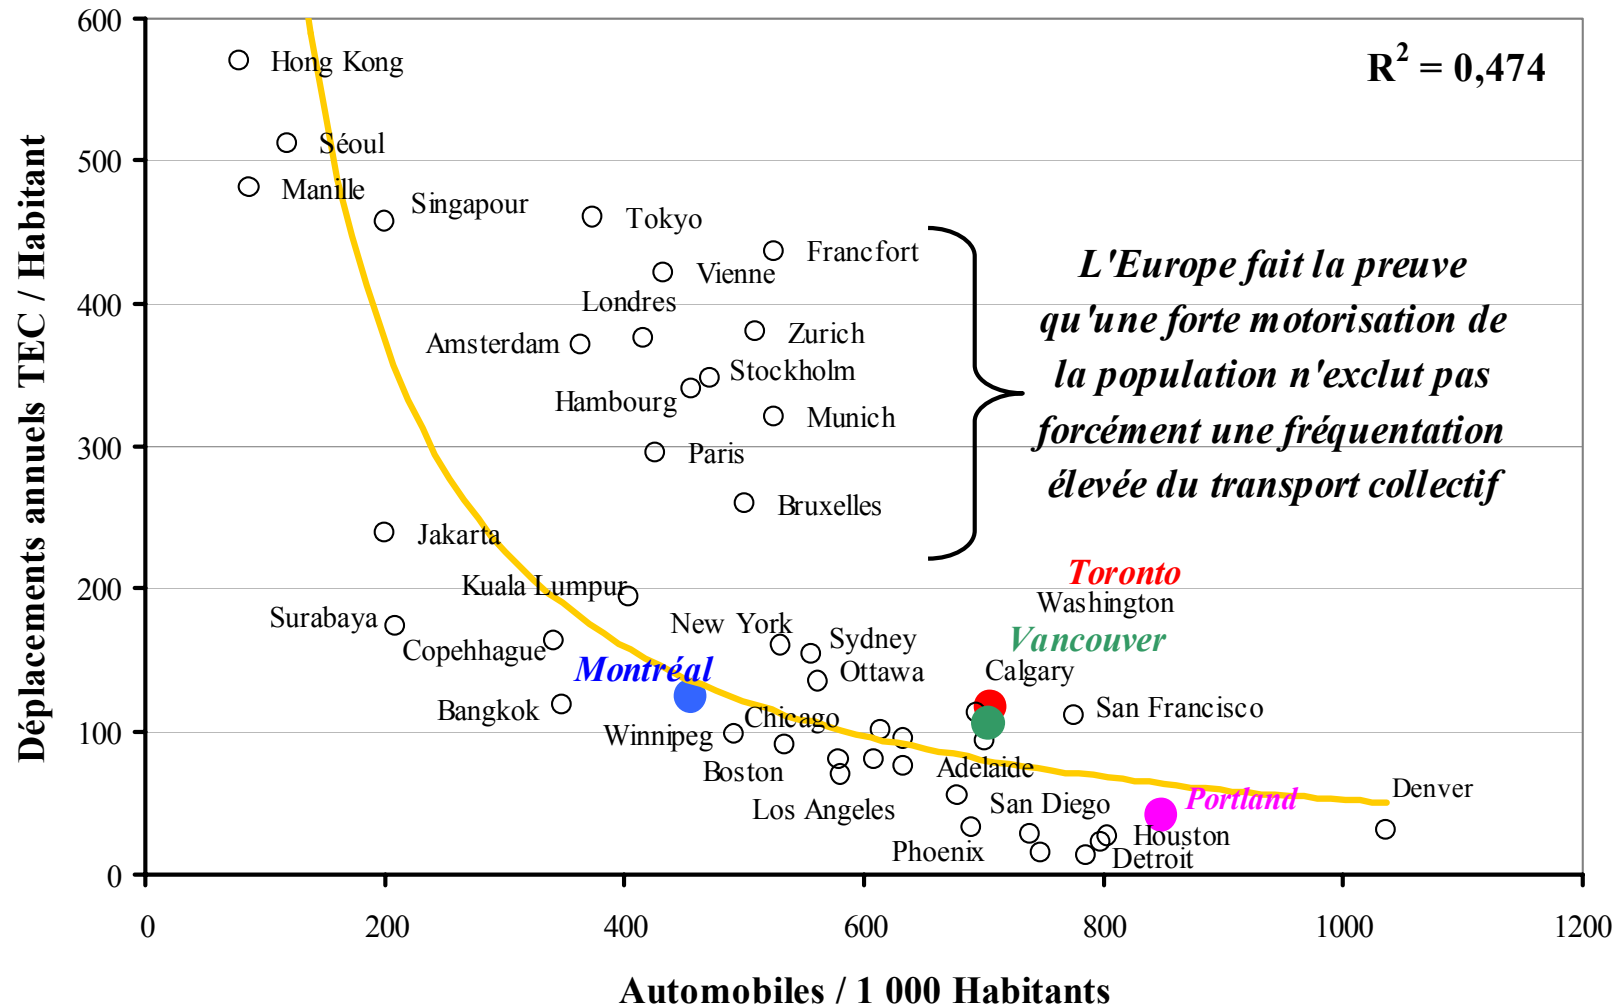 Déplacements annuels TEC / Habitant
600
500
400
300
200
100
0
R² = 0,474
Hong Kong
Séoul
Manille
Singapour
Tokyo
Francfort
Vienne
Londres
Zurich
Amsterdam
Stockholm
Hambourg
Munich
Paris
Bruxelles
L'Europe fait la preuve
qu'une forte motorisation de
la population n'exclut pas
forcément une fréquentation
élevée du transport collectif
Jakarta
Kuala Lumpur
Surabaya
Copehhague
Bangkok
Montréal
New York
Sydney
Ottawa
Toronto
Washington
Vancouver
Calgary
San Francisco
Winnipeg
Chicago
Boston
Adelaide
Los Angeles
San Diego
Phoenix
Portland
Denver
Houston
Detroit
0
200
400
600
800
1000
1200
Automobiles / 1 000 Habitants